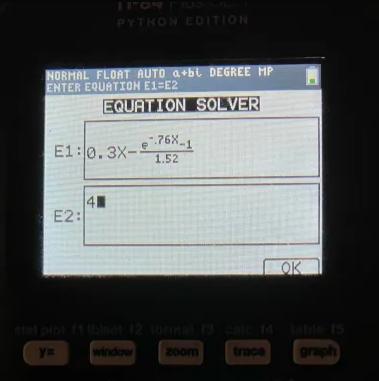 PYTHON EDITION
NORMAL FLOAT AUTO a+bi DEGREE MP
ENTER EQUATION E1=E2
EQUATION SOLVER
E1: 0.3X-(e^(-.76X)-1)/1.52
E2: 4
OK
stat plot f1 tblset f2 format f3 calc f4 table f5
y= window zoom trace graph